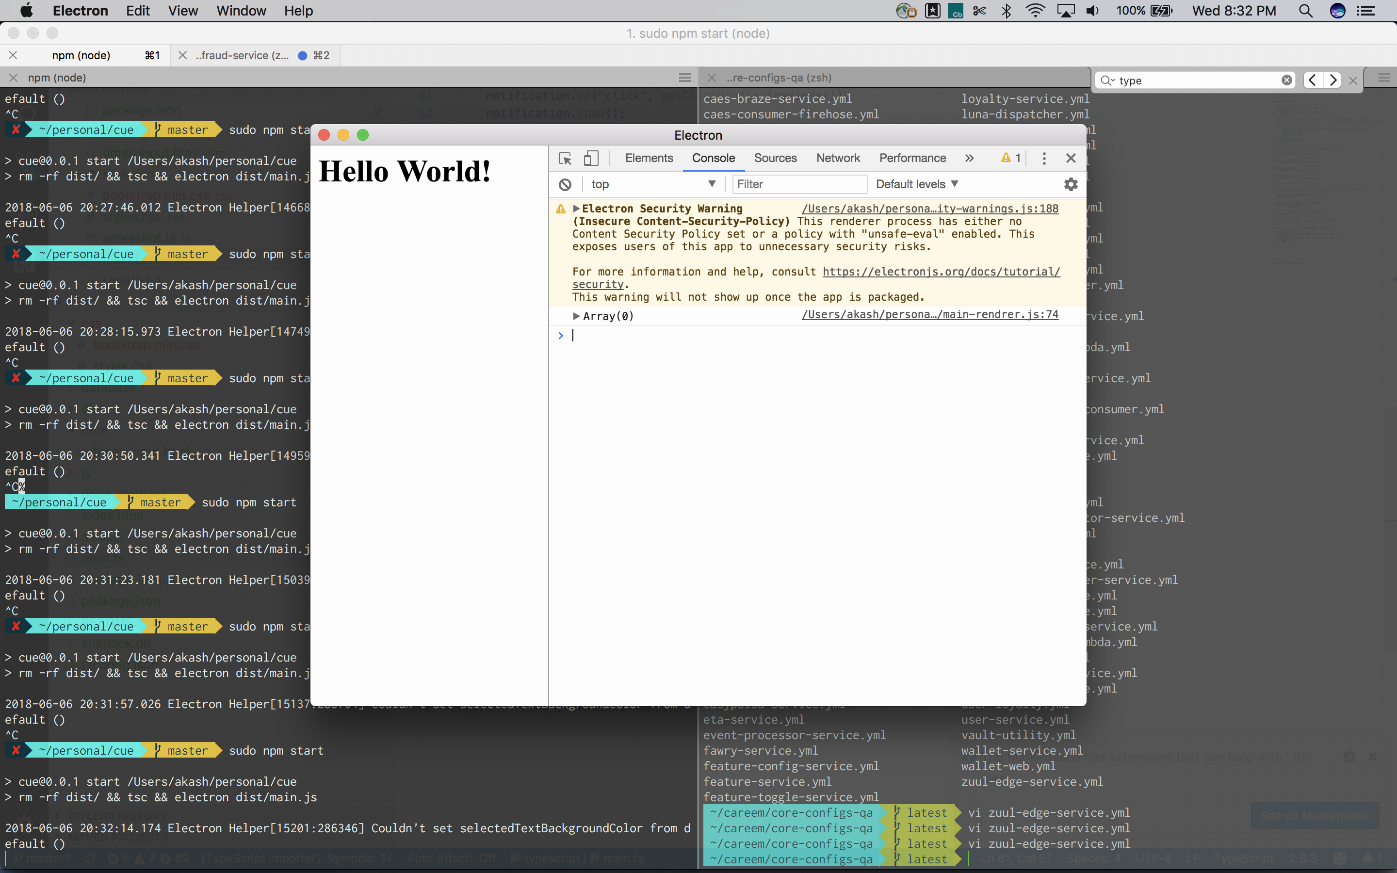 Electron Edit View Window Help 100% Wed 8:32 PM
1. sudo npm start (node)
npm (node) ⌘1 ..fraud-service (z... ⌘2
npm (node)
..re-configs-qa (zsh)
type
efault ()
^C
✘ ~/personal/cue master sudo npm sta
> cue@0.0.1 start /Users/akash/personal/cue
> rm -rf dist/ && tsc && electron dist/main.j
2018-06-06 20:27:46.012 Electron Helper[14668
efault ()
^C
✘ ~/personal/cue master sudo npm sta
> cue@0.0.1 start /Users/akash/personal/cue
> rm -rf dist/ && tsc && electron dist/main.j
2018-06-06 20:28:15.973 Electron Helper[14749
efault ()
^C
✘ ~/personal/cue master sudo npm sta
> cue@0.0.1 start /Users/akash/personal/cue
> rm -rf dist/ && tsc && electron dist/main.j
2018-06-06 20:30:50.341 Electron Helper[14959
efault ()
^C%
~/personal/cue master sudo npm start
> cue@0.0.1 start /Users/akash/personal/cue
> rm -rf dist/ && tsc && electron dist/main.j
2018-06-06 20:31:23.181 Electron Helper[15039
efault ()
^C
✘ ~/personal/cue master sudo npm sta
> cue@0.0.1 start /Users/akash/personal/cue
> rm -rf dist/ && tsc && electron dist/main.j
2018-06-06 20:31:57.026 Electron Helper[15137
efault ()
^C
✘ ~/personal/cue master sudo npm start
> cue@0.0.1 start /Users/akash/personal/cue
> rm -rf dist/ && tsc && electron dist/main.js
2018-06-06 20:32:14.174 Electron Helper[15201:286346] Couldn't set selectedTextBackgroundColor from d
efault ()
Electron
Hello World!
Elements Console Sources Network Performance » 1
top Filter Default levels
Electron Security Warning /Users/akash/persona…ity-warnings.js:188
(Insecure Content-Security-Policy) This renderer process has either no
Content Security Policy set or a policy with "unsafe-eval" enabled. This
exposes users of this app to unnecessary security risks.
For more information and help, consult https://electronjs.org/docs/tutorial/
security.
This warning will not show up once the app is packaged.
Array(0) /Users/akash/persona…/main-rendrer.js:74
>
caes-braze-service.yml loyalty-service.yml
caes-consumer-firehose.yml luna-dispatcher.yml
eta-service.yml user-service.yml
event-processor-service.yml vault-utility.yml
fawry-service.yml wallet-service.yml
feature-config-service.yml wallet-web.yml
feature-service.yml zuul-edge-service.yml
feature-toggle-service.yml
~/careem/core-configs-qa latest vi zuul-edge-service.yml
~/careem/core-configs-qa latest vi zuul-edge-service.yml
~/careem/core-configs-qa latest vi zuul-edge-service.yml
~/careem/core-configs-qa latest
Search Marketplace